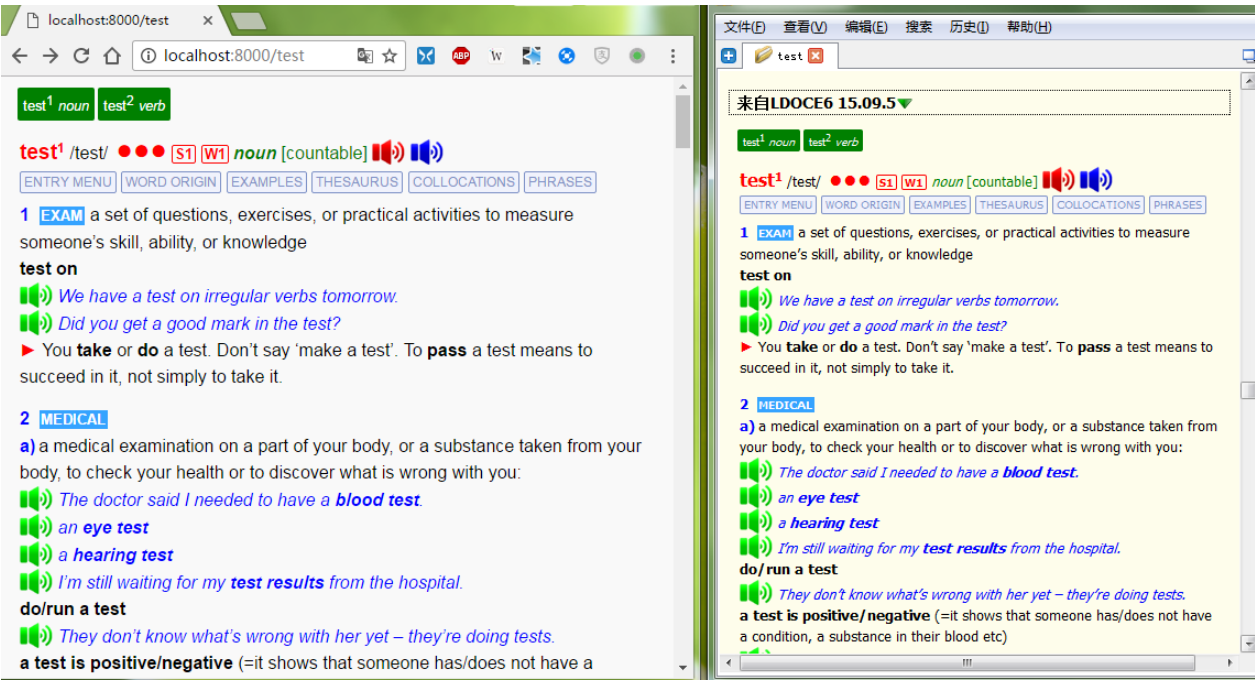 localhost:8000/test
localhost:8000/test
ABP
W
test¹ noun test² verb
test¹ /test/ ●●● S1 W1 noun [countable]
ENTRY MENU WORD ORIGIN EXAMPLES THESAURUS COLLOCATIONS PHRASES
1 EXAM a set of questions, exercises, or practical activities to measure
someone’s skill, ability, or knowledge
test on
We have a test on irregular verbs tomorrow.
Did you get a good mark in the test?
► You take or do a test. Don’t say ‘make a test’. To pass a test means to
succeed in it, not simply to take it.
2 MEDICAL
a) a medical examination on a part of your body, or a substance taken from your
body, to check your health or to discover what is wrong with you:
The doctor said I needed to have a blood test.
an eye test
a hearing test
I’m still waiting for my test results from the hospital.
do/run a test
They don’t know what’s wrong with her yet – they’re doing tests.
a test is positive/negative (=it shows that someone has/does not have a
文件(F) 查看(V) 编辑(E) 搜索 历史(I) 帮助(H)
test
来自LDOCE6 15.09.5
test¹ noun test² verb
test¹ /test/ ●●● S1 W1 noun [countable]
ENTRY MENU WORD ORIGIN EXAMPLES THESAURUS COLLOCATIONS PHRASES
1 EXAM a set of questions, exercises, or practical activities to measure
someone’s skill, ability, or knowledge
test on
We have a test on irregular verbs tomorrow.
Did you get a good mark in the test?
► You take or do a test. Don’t say ‘make a test’. To pass a test means to
succeed in it, not simply to take it.
2 MEDICAL
a) a medical examination on a part of your body, or a substance taken from
your body, to check your health or to discover what is wrong with you:
The doctor said I needed to have a blood test.
an eye test
a hearing test
I’m still waiting for my test results from the hospital.
do/run a test
They don’t know what’s wrong with her yet – they’re doing tests.
a test is positive/negative (=it shows that someone has/does not have
a condition, a substance in their blood etc)